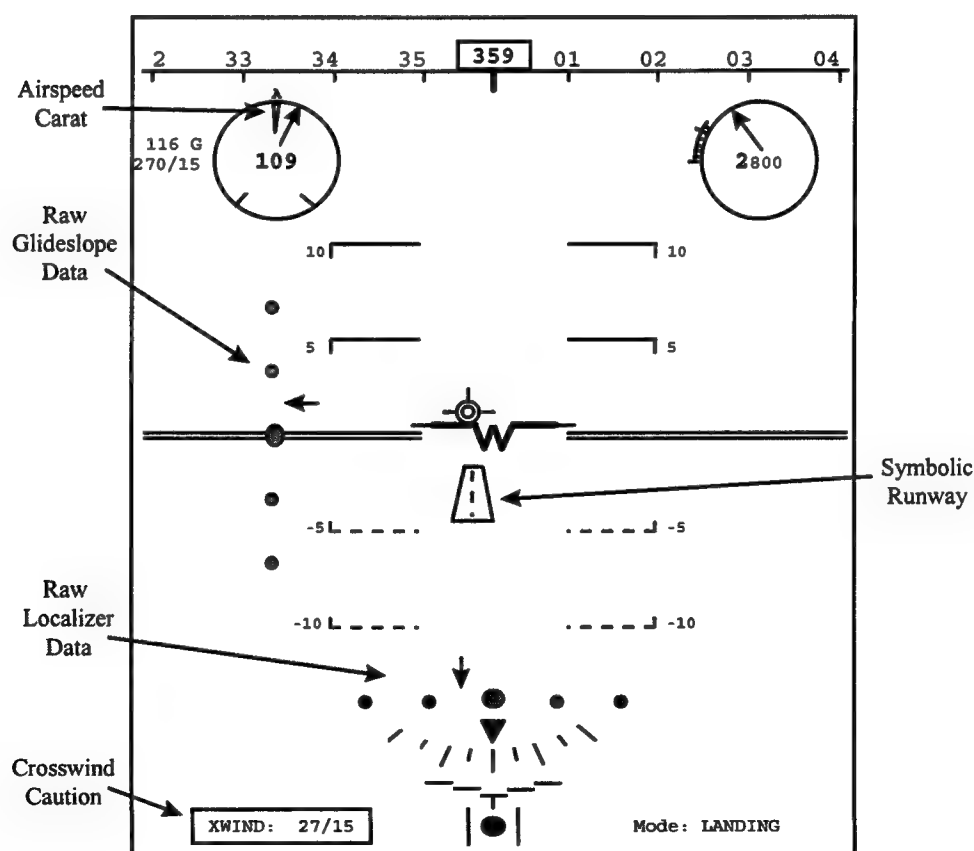 2 33 34 35 359 01 02 03 04
Airspeed
Carat
116 G
270/15
109
2800
Raw
Glideslope
Data
10 10
5 5
Symbolic
Runway
-5 -5
Raw
Localizer
Data
-10 -10
Crosswind
Caution
XWIND: 27/15
Mode: LANDING